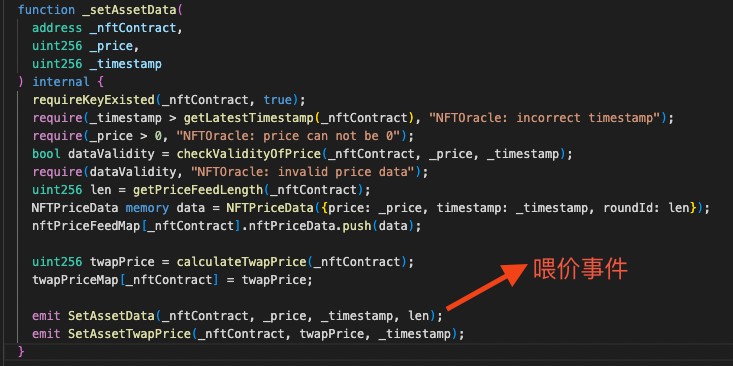 function _setAssetData(
address _nftContract,
uint256 _price,
uint256 _timestamp
) internal {
requireKeyExisted(_nftContract, true);
require(_timestamp > getLatestTimestamp(_nftContract), "NFTOracle: incorrect timestamp");
require(_price > 0, "NFTOracle: price can not be 0");
bool dataValidity = checkValidityOfPrice(_nftContract, _price, _timestamp);
require(dataValidity, "NFTOracle: invalid price data");
uint256 len = getPriceFeedLength(_nftContract);
NFTPriceData memory data = NFTPriceData({price: _price, timestamp: _timestamp, roundId: len});
nftPriceFeedMap[_nftContract].nftPriceData.push(data);
uint256 twapPrice = calculateTwapPrice(_nftContract);
twapPriceMap[_nftContract] = twapPrice;
喂价事件
emit SetAssetData(_nftContract, _price, _timestamp, len);
emit SetAssetTwapPrice(_nftContract, twapPrice, _timestamp);
}